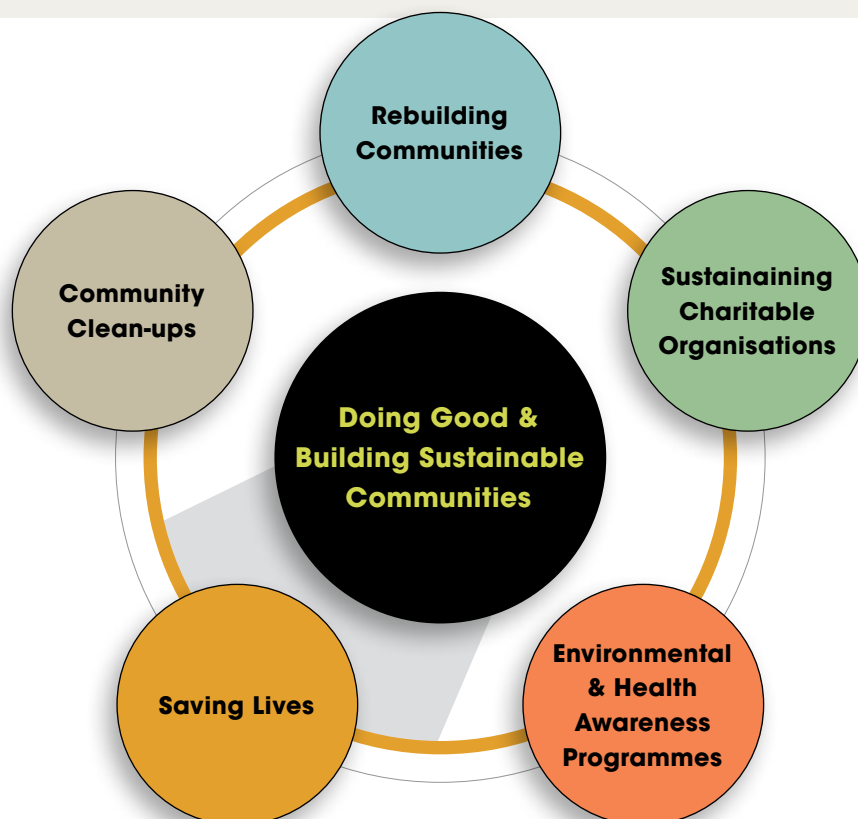 Rebuilding
Communities
Sustainaining
Charitable
Organisations
Community
Clean-ups
Doing Good &
Building Sustainable
Communities
Environmental
& Health
Awareness
Programmes
Saving Lives